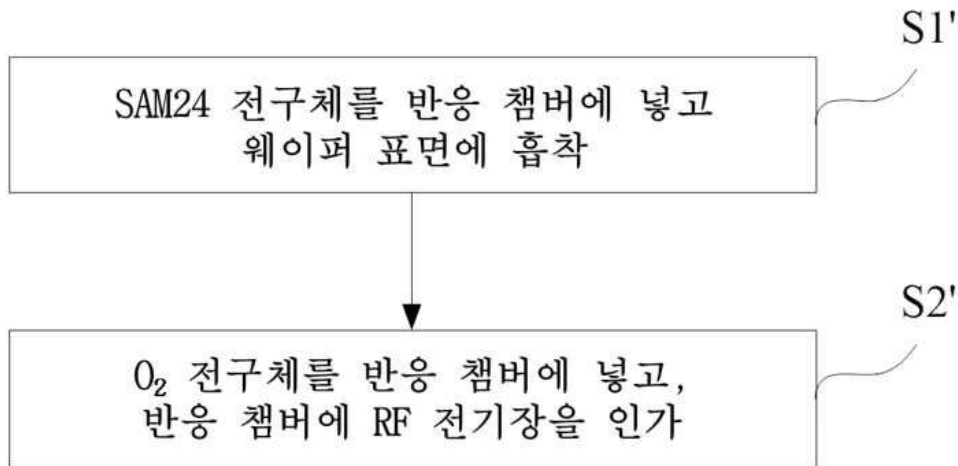 S1'
SAM24 전구체를 반응 챔버에 넣고
웨이퍼 표면에 흡착
S2'
O₂ 전구체를 반응 챔버에 넣고,
반응 챔버에 RF 전기장을 인가